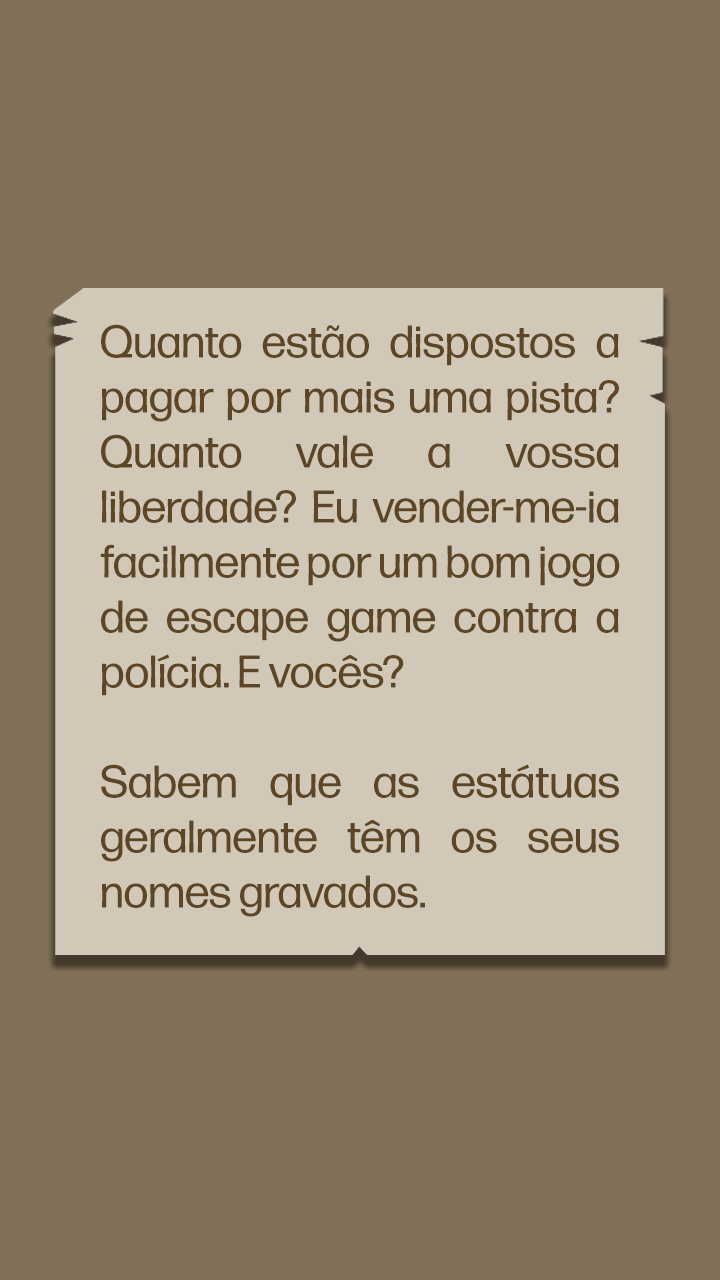 Quanto estão dispostos a
pagar por mais uma pista?
Quanto vale a vossa
liberdade? Eu vender-me-ia
facilmente por um bom jogo
de escape game contra a
polícia. E vocês?
Sabem que as estátuas
geralmente têm os seus
nomes gravados.